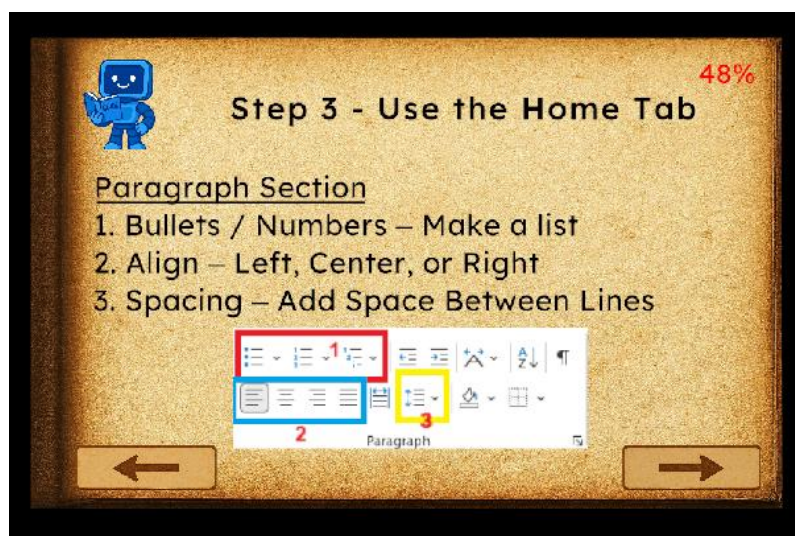 48%
Step 3 - Use the Home Tab
Paragraph Section
1. Bullets / Numbers – Make a list
2. Align – Left, Center, or Right
3. Spacing – Add Space Between Lines
1
2
3
Paragraph